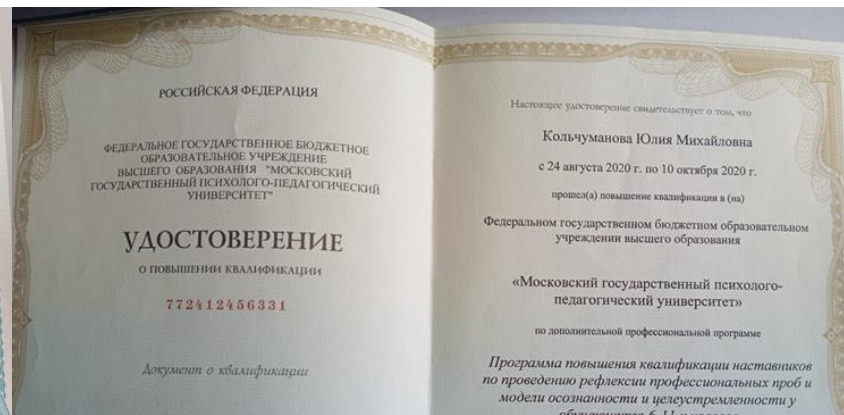 РОССИЙСКАЯ ФЕДЕРАЦИЯ
ФЕДЕРАЛЬНОЕ ГОСУДАРСТВЕННОЕ БЮДЖЕТНОЕ
ОБРАЗОВАТЕЛЬНОЕ УЧРЕЖДЕНИЕ
ВЫСШЕГО ОБРАЗОВАНИЯ "МОСКОВСКИЙ
ГОСУДАРСТВЕННЫЙ ПСИХОЛОГО-ПЕДАГОГИЧЕСКИЙ
УНИВЕРСИТЕТ"
УДОСТОВЕРЕНИЕ
О ПОВЫШЕНИИ КВАЛИФИКАЦИИ
772412456331
Документ о квалификации
Настоящее удостоверение свидетельствует о том, что
Кольчуманова Юлия Михайловна
с 24 августа 2020 г. по 10 октября 2020 г.
прошел(а) повышение квалификации в (на)
Федеральном государственном бюджетном образовательном
учреждении высшего образования
«Московский государственный психолого-
педагогический университет»
по дополнительной профессиональной программе
Программа повышения квалификации наставников
по проведению рефлексии профессиональных проб и
модели осознанности и целеустремленности у